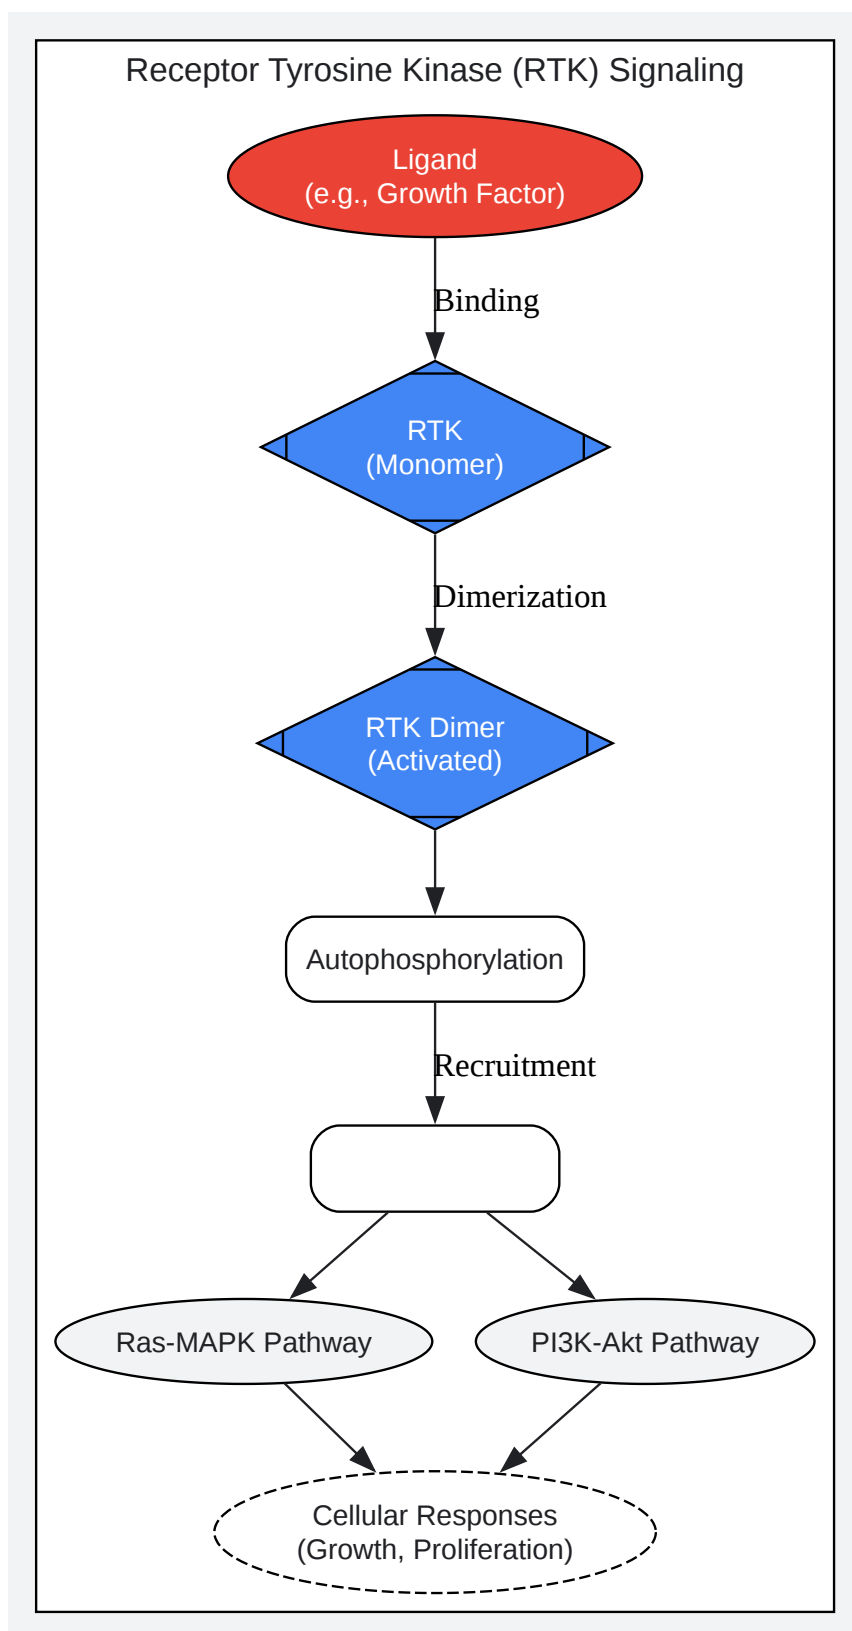 Receptor Tyrosine Kinase (RTK) Signaling
Ligand
(e.g., Growth Factor)
Binding
RTK
(Monomer)
Dimerization
RTK Dimer
(Activated)
Autophosphorylation
Recruitment
Ras-MAPK Pathway
PI3K-Akt Pathway
Cellular Responses
(Growth, Proliferation)